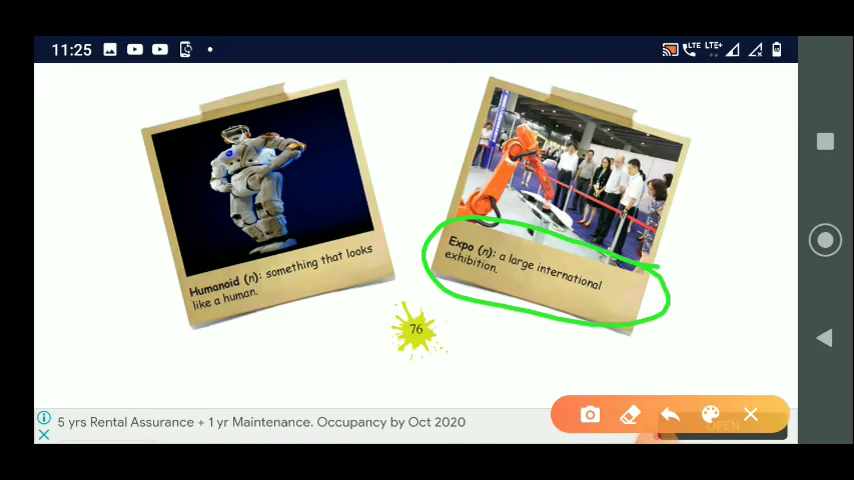 11:25
LTE LTE+
Humanoid (n): something that looks
like a human.
Expo (n): a large international
exhibition.
76
5 yrs Rental Assurance + 1 yr Maintenance. Occupancy by Oct 2020
OPEN